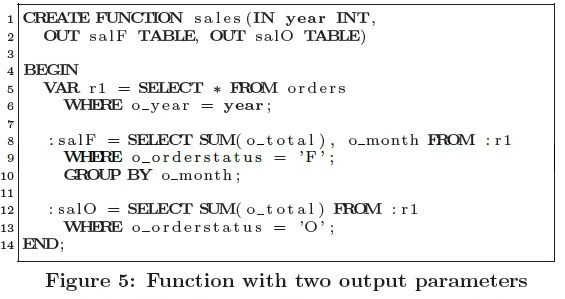 1 CREATE FUNCTION sales(IN year INT,
2 OUT salF TABLE, OUT salO TABLE)
3
4 BEGIN
5 VAR r1 = SELECT * FROM orders
6 WHERE o_year = year;
7
8 :salF = SELECT SUM(o_total), o_month FROM :r1
9 WHERE o_orderstatus = 'F';
10 GROUP BY o_month;
11
12 :salO = SELECT SUM(o_total) FROM :r1
13 WHERE o_orderstatus = 'O';
14 END;
Figure 5: Function with two output parameters